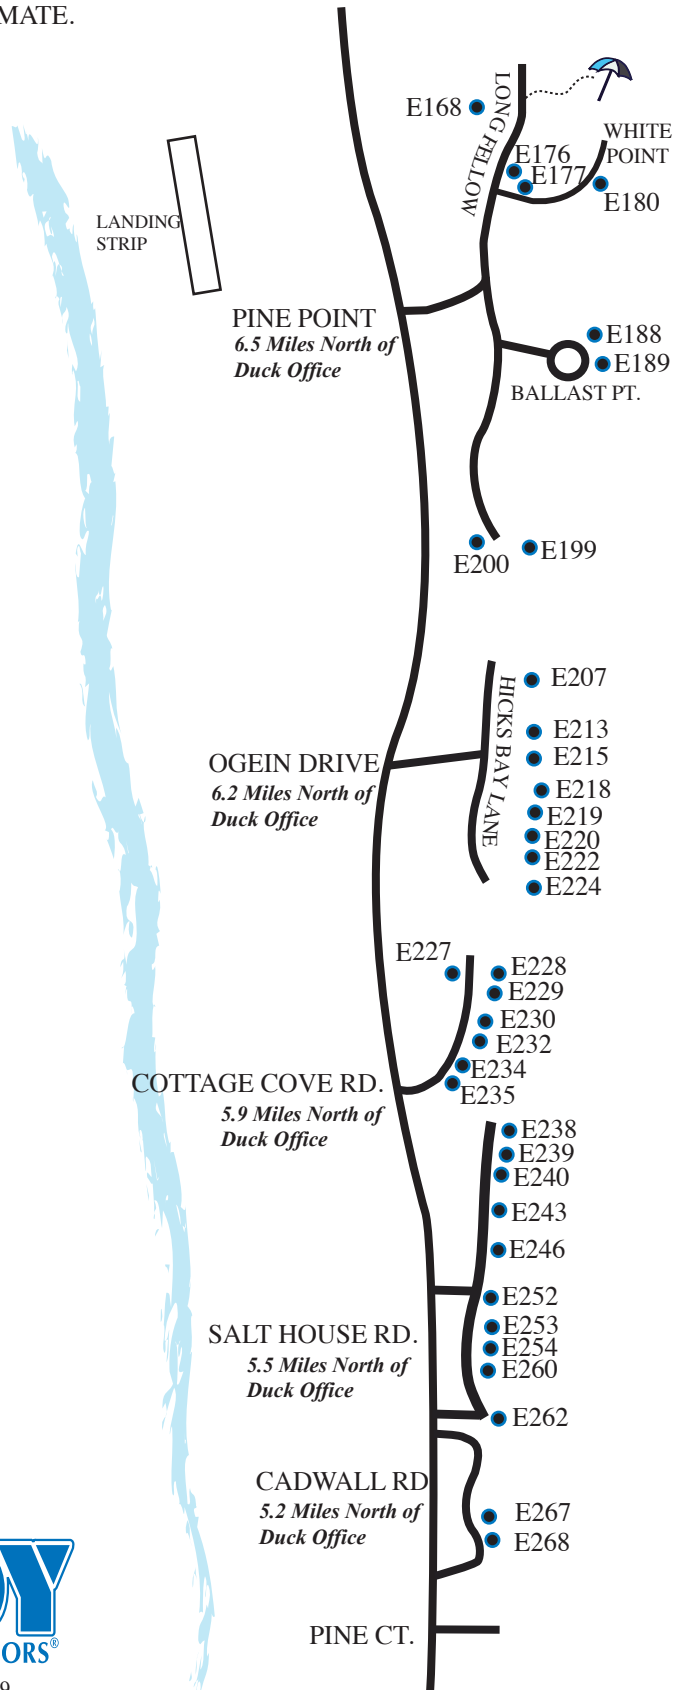 MATE.
LONG FELLOW
E168
WHITE
POINT
E176
E177
E180
LANDING
STRIP
PINE POINT
6.5 Miles North of
Duck Office
E188
E189
BALLAST PT.
E200
E199
E207
HICKS BAY LANE
E213
E215
OGEIN DRIVE
6.2 Miles North of
Duck Office
E218
E219
E220
E222
E224
E227
E228
E229
E230
E232
E234
E235
COTTAGE COVE RD.
5.9 Miles North of
Duck Office
E238
E239
E240
E243
E246
E252
E253
E254
E260
SALT HOUSE RD.
5.5 Miles North of
Duck Office
E262
CADWALL RD
5.2 Miles North of
Duck Office
E267
E268
PINE CT.
Y
ORS®
9